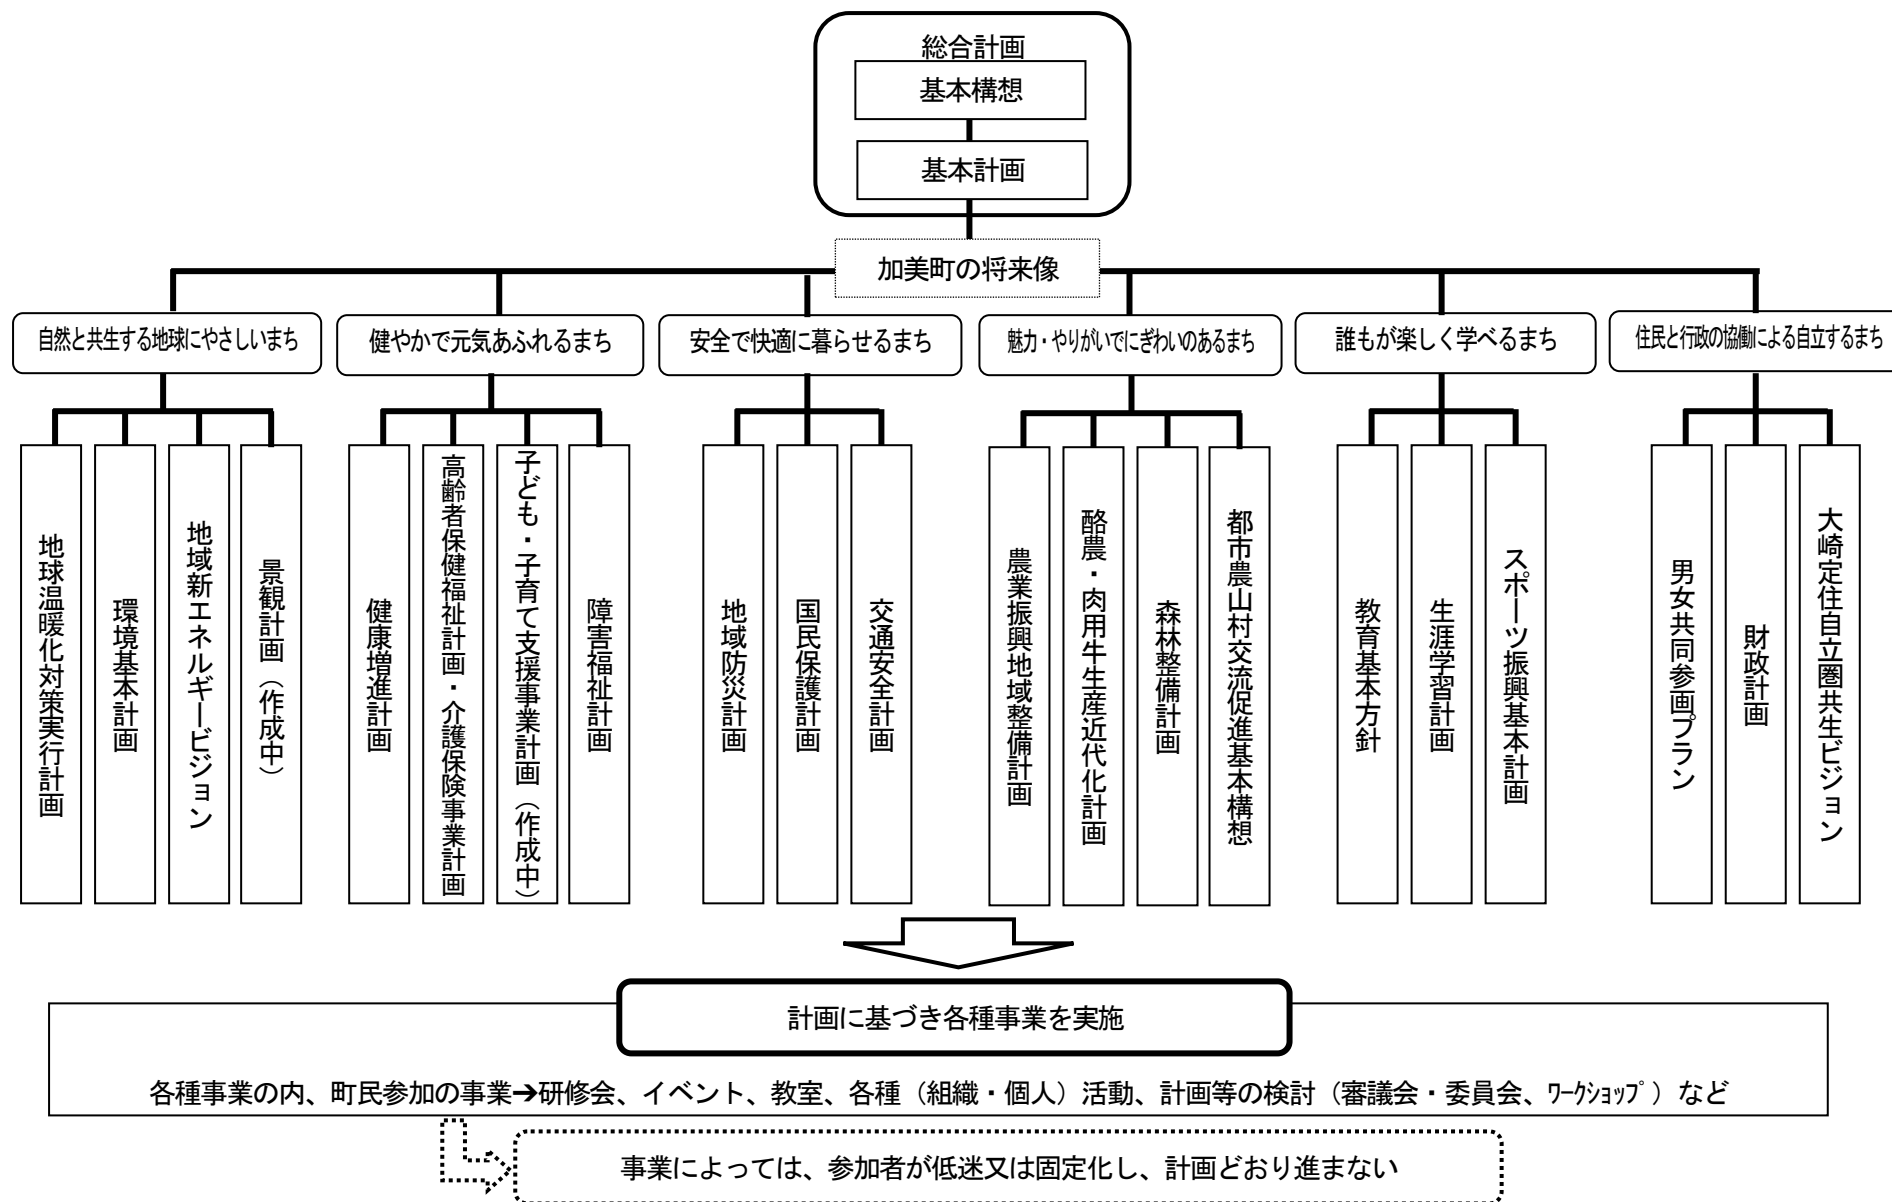 総合計画
基本構想
基本計画
加美町の将来像
自然と共生する地球にやさしいまち
健やかで元気あふれるまち
安全で快適に暮らせるまち
魅力・やりがいでにぎわいのあるまち
誰もが楽しく学べるまち
住民と行政の協働による自立するまち
地球温暖化対策実行計画
環境基本計画
地域新エネルギービジョン
景観計画（作成中）
健康増進計画
高齢者保健福祉計画・介護保険事業計画
子ども・子育て支援事業計画（作成中）
障害福祉計画
地域防災計画
国民保護計画
交通安全計画
農業振興地域整備計画
酪農・肉用牛生産近代化計画
森林整備計画
都市農山村交流促進基本構想
教育基本方針
生涯学習計画
スポーツ振興基本計画
男女共同参画プラン
財政計画
大崎定住自立圏共生ビジョン
計画に基づき各種事業を実施
各種事業の内、町民参加の事業➔研修会、イベント、教室、各種（組織・個人）活動、計画等の検討（審議会・委員会、ﾜｰｸｼｮｯﾌﾟ）など
事業によっては、参加者が低迷又は固定化し、計画どおり進まない